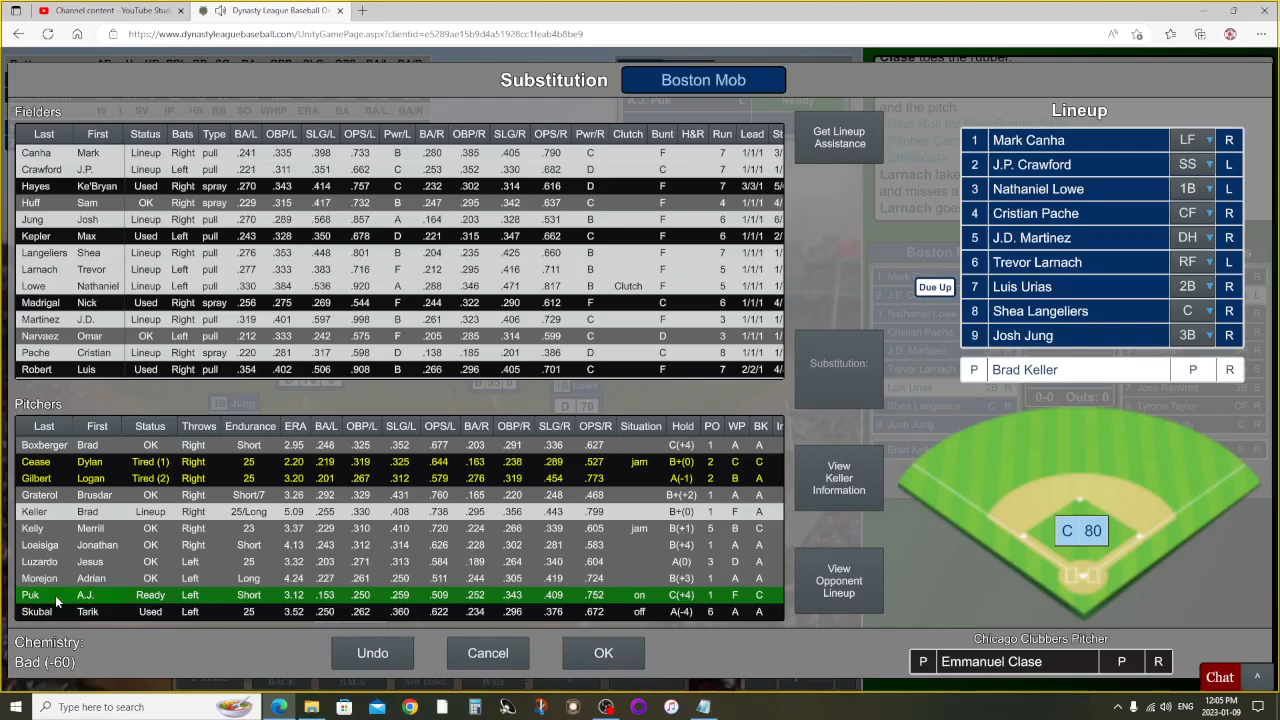 Channel content - YouTube Stud
Dynasty League Baseball On
https://www.dynastyleaguebaseball.com/UnityGamePage.aspx?clientid=e5289ae15b9d4a51928cc1feab4b8be9
Clase toes the rubber.
Substitution Boston Mob
Fielders
Last First Status Bats Type BA/L OBP/L SLG/L OPS/L Pwr/L BA/R OBP/R SLG/R OPS/R Pwr/R Clutch Bunt H&R Run Lead St
Canha Mark Lineup Right pull .241 .335 .398 .733 B .280 .385 .405 .790 C F 7 1/1/1 3/
Crawford J.P. Lineup Left pull .221 .311 .351 .662 C .253 .352 .330 .682 C F 7 1/1/1
Hayes Ke'Bryan Used Right spray .270 .343 .414 .757 C .232 .302 .314 .616 D F 7 3/3/1 5/
Huff Sam OK Right spray .229 .315 .417 .732 B .247 .295 .342 .637 C F 4 1/1/1
Jung Josh Lineup Right pull .270 .289 .568 .857 A .164 .203 .328 .531 B F 6 1/1/1 6/
Kepler Max Used Left pull .243 .328 .350 .678 D .221 .315 .347 .662 C F 6 1/1/1 2/
Langeliers Shea Lineup Right pull .276 .353 .448 .801 B .204 .235 .425 .660 B F 7 1/1/1
Larnach Trevor Lineup Left pull .277 .333 .383 .716 F .212 .295 .416 .711 B F 5 1/1/1
Lowe Nathaniel Lineup Left pull .330 .384 .536 .920 A .288 .346 .471 .817 B Clutch F 5 1/1/1
Madrigal Nick Used Right spray .256 .275 .269 .544 F .244 .322 .290 .612 F C 6 1/1/1 4/
Martinez J.D. Lineup Right pull .319 .401 .597 .998 B .261 .323 .406 .729 C F 3 1/1/1
Narvaez Omar OK Left pull .212 .333 .242 .575 F .205 .285 .314 .599 C D 3 1/1/1
Pache Cristian Lineup Right spray .220 .281 .317 .598 D .138 .185 .201 .386 D C 8 1/1/1
Robert Luis Used Right spray .354 .402 .506 .908 B .266 .295 .406 .701 C F 7 2/2/1 4/
Get Lineup
Assistance
Substitution:
View
Keller
Information
View
Opponent
Lineup
Lineup
1 Mark Canha LF R
2 J.P. Crawford SS L
3 Nathaniel Lowe 1B L
4 Cristian Pache CF R
5 J.D. Martinez DH R
6 Trevor Larnach RF L
Due Up 7 Luis Urias 2B R
8 Shea Langeliers C R
9 Josh Jung 3B R
P Brad Keller P R
Pitchers
Last First Status Throws Endurance ERA BA/L OBP/L SLG/L OPS/L BA/R OBP/R SLG/R OPS/R Situation Hold PO WP BK In
Boxberger Brad OK Right Short 2.95 .248 .325 .352 .677 .203 .291 .336 .627 C(+4) 1 A A
Cease Dylan Tired (1) Right 25 2.20 .219 .319 .325 .644 .163 .238 .289 .527 jam B+(0) 2 C C
Gilbert Logan Tired (2) Right 25 3.20 .201 .267 .312 .579 .276 .319 .454 .773 A(-1) 2 B A
Graterol Brusdar OK Right Short/7 3.26 .292 .329 .431 .760 .165 .220 .248 .468 B+(+2) 1 A A
Keller Brad Lineup Right 25/Long 5.09 .255 .330 .408 .738 .295 .356 .443 .799 B+(0) 1 A F
Kelly Merrill OK Right 23 3.37 .229 .310 .410 .720 .224 .266 .339 .605 jam B(+1) 5 B C
Loaisiga Jonathan OK Right Short 4.13 .243 .312 .314 .626 .228 .302 .281 .583 B(+4) 1 A A
Luzardo Jesus OK Left 25 3.32 .203 .271 .313 .584 .189 .264 .340 .604 A(0) 3 D A
Morejon Adrian OK Left Long 4.24 .227 .261 .250 .511 .244 .305 .419 .724 B(+3) 1 A A
Puk A.J. Ready Left Short 3.12 .153 .250 .259 .509 .252 .343 .409 .752 on C(+4) 1 F C
Skubal Tarik Used Left 25 3.52 .250 .262 .360 .622 .234 .296 .376 .672 off A(-4) 6 A A
C 80
Chemistry:
Bad (-60)
Undo Cancel OK
Chicago Clubbers Pitcher
P Emmanuel Clase P R
Chat
Type here to search
12:05 PM
2023-01-09